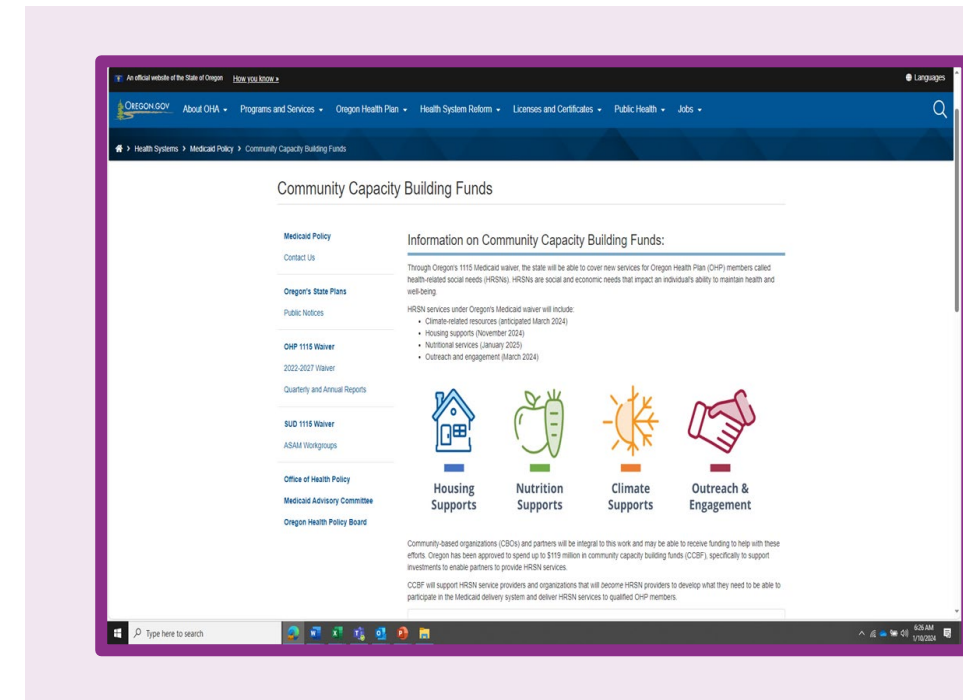 An official website of the State of Oregon How you know »
Languages
OREGON.GOV About OHA Programs and Services Oregon Health Plan Health System Reform Licenses and Certificates Public Health Jobs
Health Systems > Medicaid Policy > Community Capacity Building Funds
Community Capacity Building Funds
Medicaid Policy
Contact Us
Oregon's State Plans
Public Notices
OHP 1115 Waiver
2022-2027 Waiver
Quarterly and Annual Reports
SUD 1115 Waiver
ASAM Workgroups
Office of Health Policy
Medicaid Advisory Committee
Oregon Health Policy Board
Information on Community Capacity Building Funds:
Through Oregon's 1115 Medicaid waiver, the state will be able to cover new services for Oregon Health Plan (OHP) members called
health-related social needs (HRSNs). HRSNs are social and economic needs that impact an individual's ability to maintain health and
well-being.
HRSN services under Oregon's Medicaid waiver will include:
• Climate-related resources (anticipated March 2024)
• Housing supports (November 2024)
• Nutritional services (January 2025)
• Outreach and engagement (March 2024)
Housing Supports
Nutrition Supports
Climate Supports
Outreach & Engagement
Community-based organizations (CBOs) and partners will be integral to this work and may be able to receive funding to help with these
efforts. Oregon has been approved to spend up to $119 million in community capacity building funds (CCBF), specifically to support
investments to enable partners to provide HRSN services.
CCBF will support HRSN service providers and organizations that will become HRSN providers to develop what they need to be able to
participate in the Medicaid delivery system and deliver HRSN services to qualified OHP members.
Type here to search
6:26 AM
1/10/2024